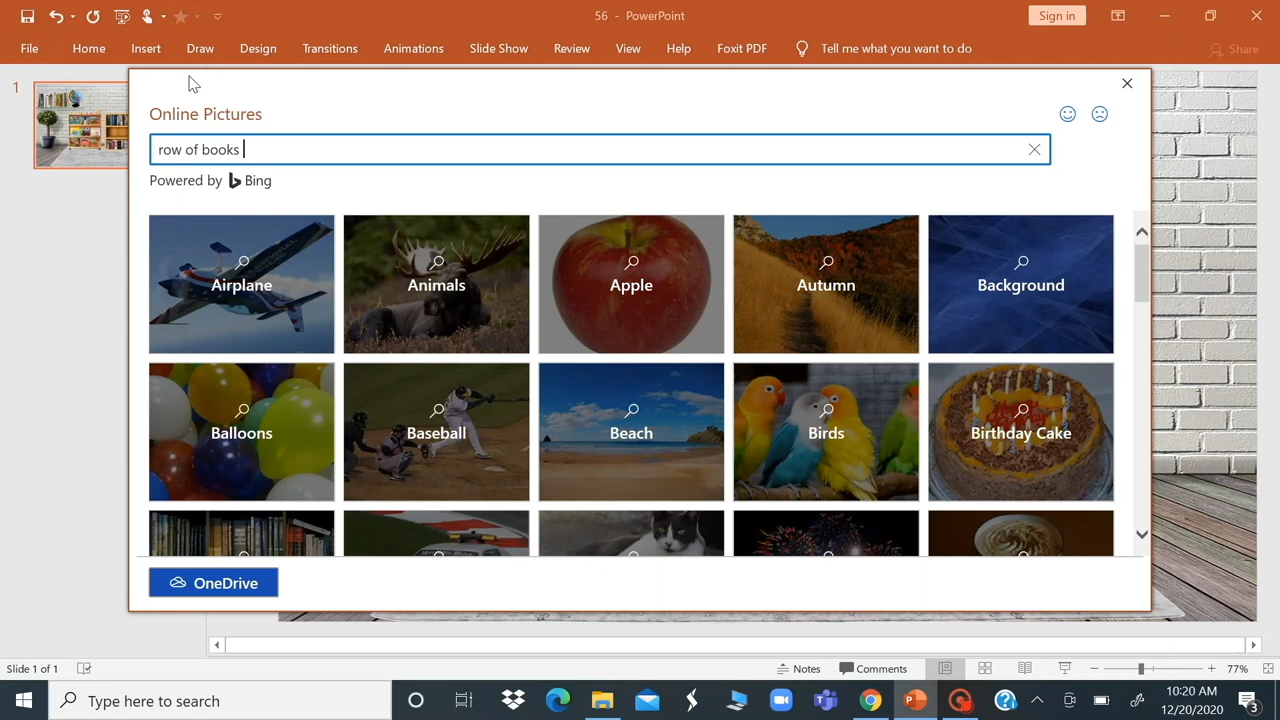 56 - PowerPoint
Sign in
File Home Insert Draw Design Transitions Animations Slide Show Review View Help Foxit PDF Tell me what you want to do Share
1
Online Pictures
row of books
Powered by Bing
Airplane Animals Apple Autumn Background
Balloons Baseball Beach Birds Birthday Cake
OneDrive
Slide 1 of 1 Notes Comments 77%
Type here to search
10:20 AM
12/20/2020
3